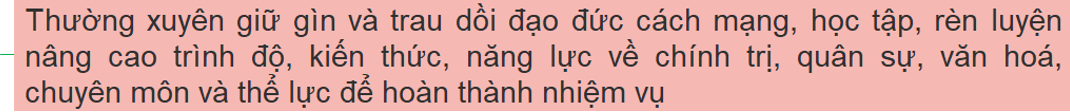 Thường xuyên giữ gìn và trau dồi đạo đức cách mạng, học tập, rèn luyện
nâng cao trình độ, kiến thức, năng lực về chính trị, quân sự, văn hoá,
chuyên môn và thể lực để hoàn thành nhiệm vụ